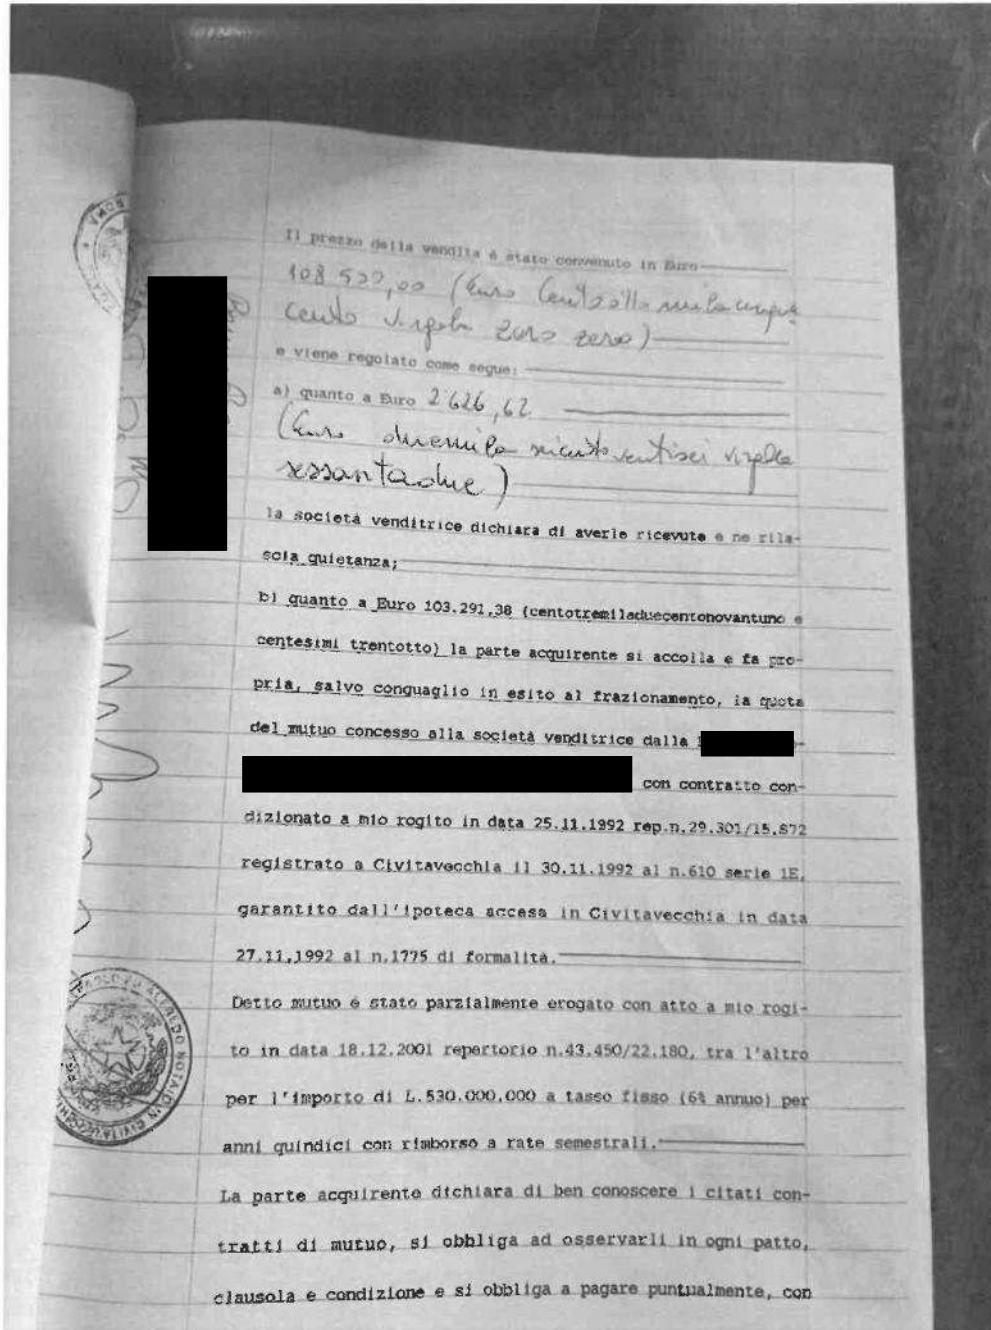 Il prezzo della vendita è stato convenuto in Euro
108.500,00 (Euro Centoottomilacinque
cento virgola zero zero)
e viene regolato come segue:
a) quanto a Euro 2626,62
(Euro duemilaseicentoventisei virgola
sessantadue)
la società venditrice dichiara di averle ricevute e ne rila-
scia quietanza;
b) quanto a Euro 103.291,38 (centotremiladuecentonovantuno e
centesimi trentotto) la parte acquirente si accolla e fa pro-
pria, salvo conguaglio in esito al frazionamento, la quota
del mutuo concesso alla società venditrice dalla
con contratto con-
dizionato a mio rogito in data 25.11.1992 rep.n.29.301/15.872
registrato a Civitavecchia il 30.11.1992 al n.610 serie 1E,
garantito dall'ipoteca accesa in Civitavecchia in data
27.11.1992 al n.1775 di formalità.
Detto mutuo è stato parzialmente erogato con atto a mio rogi-
to in data 18.12.2001 repertorio n.43.450/22.180, tra l'altro
per l'importo di L.530.000.000 a tasso fisso (6% annuo) per
anni quindici con rimborso a rate semestrali.
La parte acquirente dichiara di ben conoscere i citati con-
tratti di mutuo, si obbliga ad osservarli in ogni patto,
clausola e condizione e si obbliga a pagare puntualmente, con
ALFREDO NOTAIO IN CIVITAVECCHIA